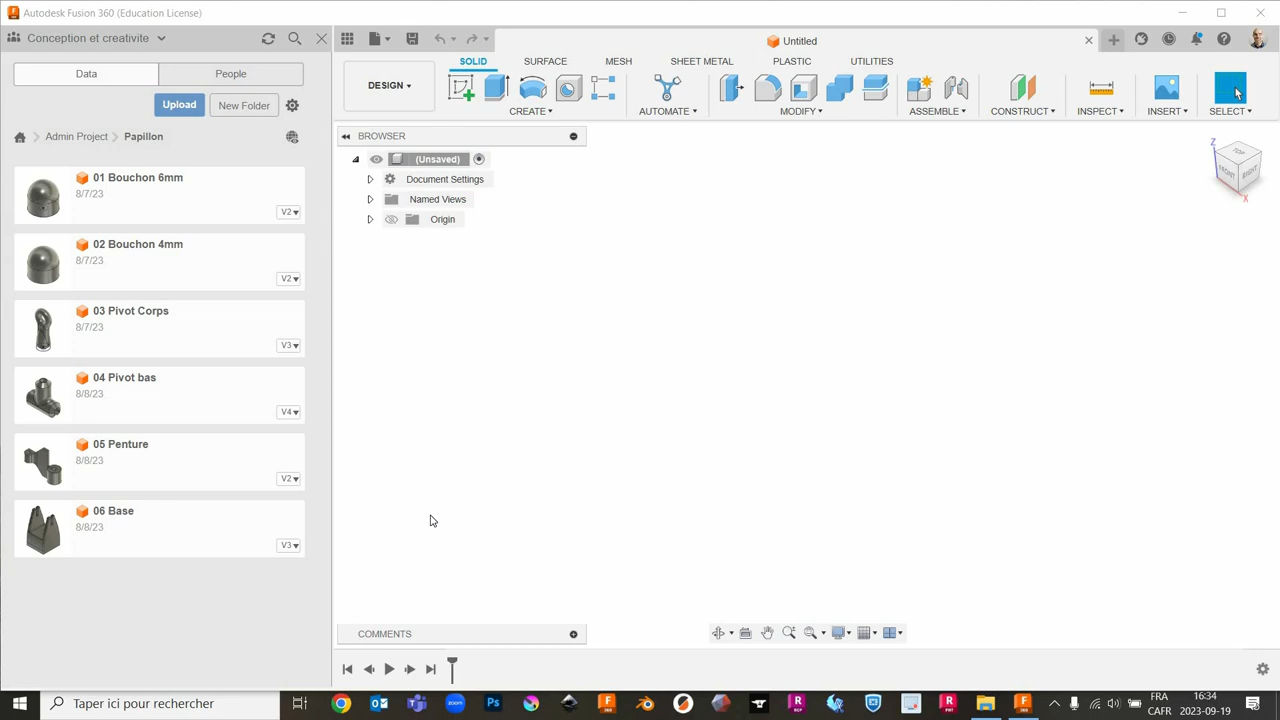 Autodesk Fusion 360 (Education License)
Conception et creativite
Untitled
Data
People
Upload
New Folder
Admin Project
Papillon
01 Bouchon 6mm
8/7/23
V2
02 Bouchon 4mm
8/7/23
V2
03 Pivot Corps
8/7/23
V3
04 Pivot bas
8/8/23
V4
05 Penture
8/8/23
V2
06 Base
8/8/23
V3
SOLID
SURFACE
MESH
SHEET METAL
PLASTIC
UTILITIES
DESIGN
CREATE
AUTOMATE
MODIFY
ASSEMBLE
CONSTRUCT
INSPECT
INSERT
SELECT
BROWSER
(Unsaved)
Document Settings
Named Views
Origin
Z
TOP
FRONT
RIGHT
X
COMMENTS
Taper ici pour rechercher
FRA
CAFR
16:34
2023-09-19